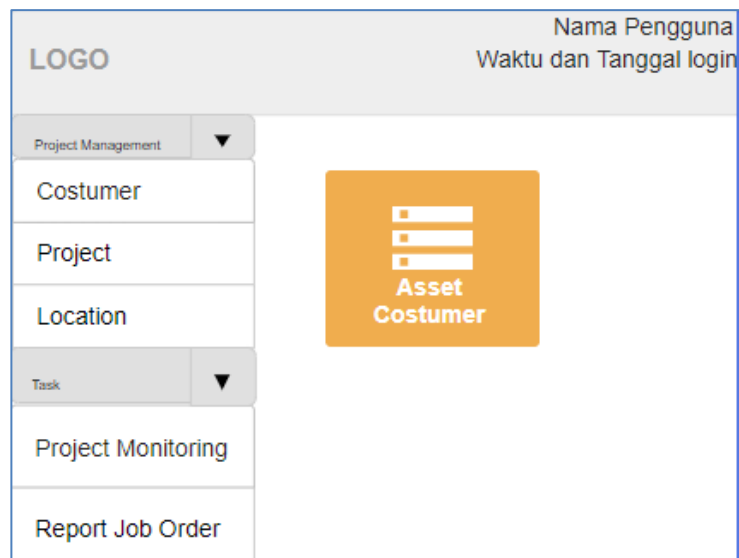 Nama Pengguna
LOGO
Waktu dan Tanggal login
Project Management
Costumer
Project
Location
Asset
Costumer
Task
Project Monitoring
Report Job Order